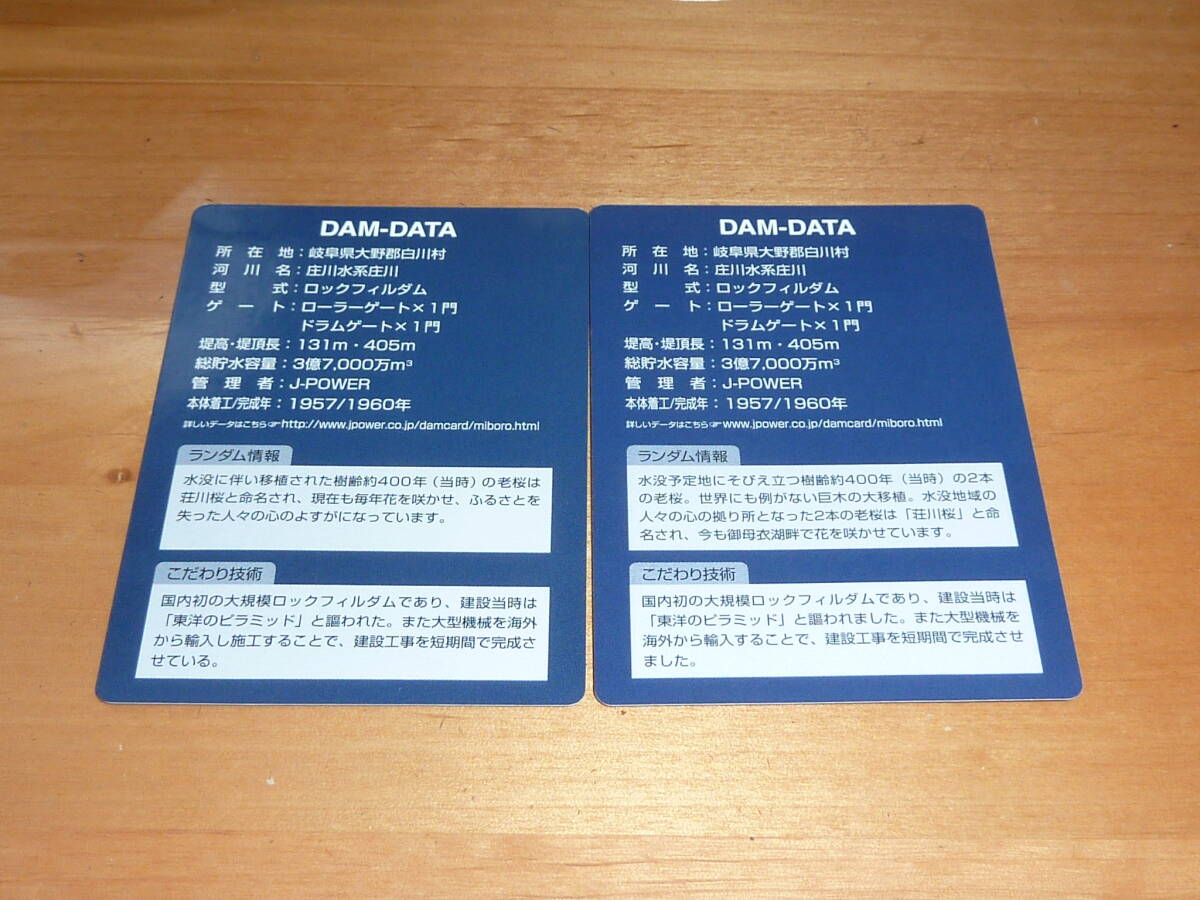 DAM-DATA
所在地：岐阜県大野郡白川村
河川名：庄川水系庄川
型式：ロックフィルダム
ゲート：ローラーゲート×1門
ドラムゲート×1門
堤高・堤頂長：131m・405m
総貯水容量：3億7,000万m³
管理者：J-POWER
本体着工/完成年：1957/1960年
詳しいデータはこちら☞http://www.jpower.co.jp/damcard/miboro.html
ランダム情報
水没に伴い移植された樹齢約400年（当時）の老桜は
荘川桜と命名され、現在も毎年花を咲かせ、ふるさとを
失った人々の心のよすがになっています。
こだわり技術
国内初の大規模ロックフィルダムであり、建設当時は
「東洋のピラミッド」と謳われた。また大型機械を海外
から輸入し施工することで、建設工事を短期間で完成さ
せている。
DAM-DATA
所在地：岐阜県大野郡白川村
河川名：庄川水系庄川
型式：ロックフィルダム
ゲート：ローラーゲート×1門
ドラムゲート×1門
堤高・堤頂長：131m・405m
総貯水容量：3億7,000万m³
管理者：J-POWER
本体着工/完成年：1957/1960年
詳しいデータはこちら☞www.jpower.co.jp/damcard/miboro.html
ランダム情報
水没予定地にそびえ立つ樹齢約400年（当時）の2本
の老桜。世界にも例がない巨木の大移植。水没地域の
人々の心の拠り所となった2本の老桜は「荘川桜」と命
名され、今も御母衣湖畔で花を咲かせています。
こだわり技術
国内初の大規模ロックフィルダムであり、建設当時は
「東洋のピラミッド」と謳われました。また大型機械を
海外から輸入することで、建設工事を短期間で完成させ
ました。